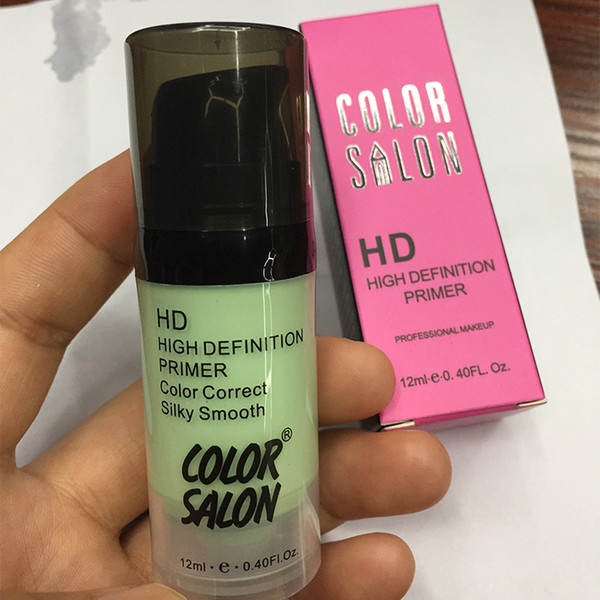 HD
HIGH DEFINITION
PRIMER
Color Correct
Silky Smooth
COLOR®
SALON
12ml · e · 0.40Fl.Oz.
COLOR
SALON
HD
HIGH DEFINITION
PRIMER
PROFESSIONAL MAKEUP
12ml·e·0.40FL. Oz.